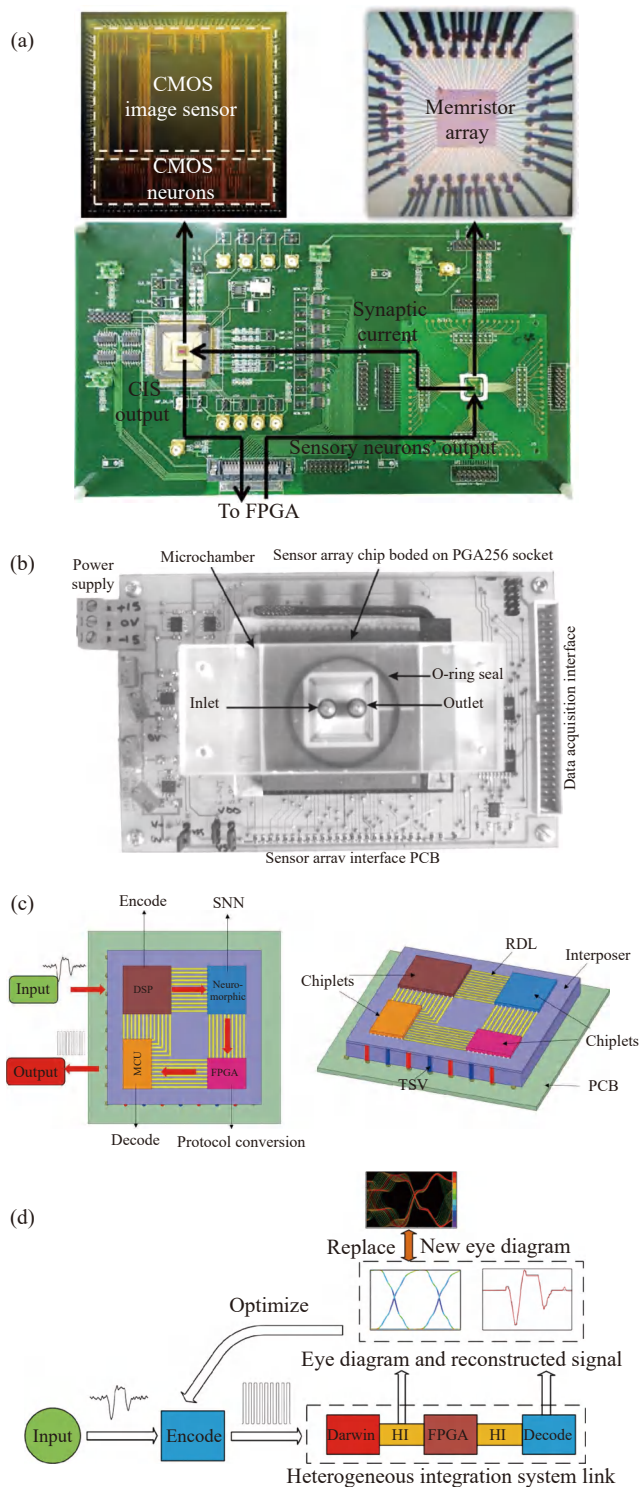 (a)
CMOS
image sensor
CMOS
neurons
Memristor
array
Synaptic
current
CIS
output
Sensory neurons' output
To FPGA
(b)
Power
supply
Microchamber
Sensor array chip boded on PGA256 socket
+15
0V
-15
O-ring seal
Inlet
Outlet
Data acquisition interface
Sensor array interface PCB
(c)
Encode
SNN
Input
DSP
Neuro-
morphic
Output
MCU
FPGA
Decode
Protocol conversion
RDL
Interposer
Chiplets
Chiplets
TSV
PCB
(d)
Replace
New eye diagram
Optimize
Eye diagram and reconstructed signal
Input
Encode
Darwin
HI
FPGA
HI
Decode
Heterogeneous integration system link